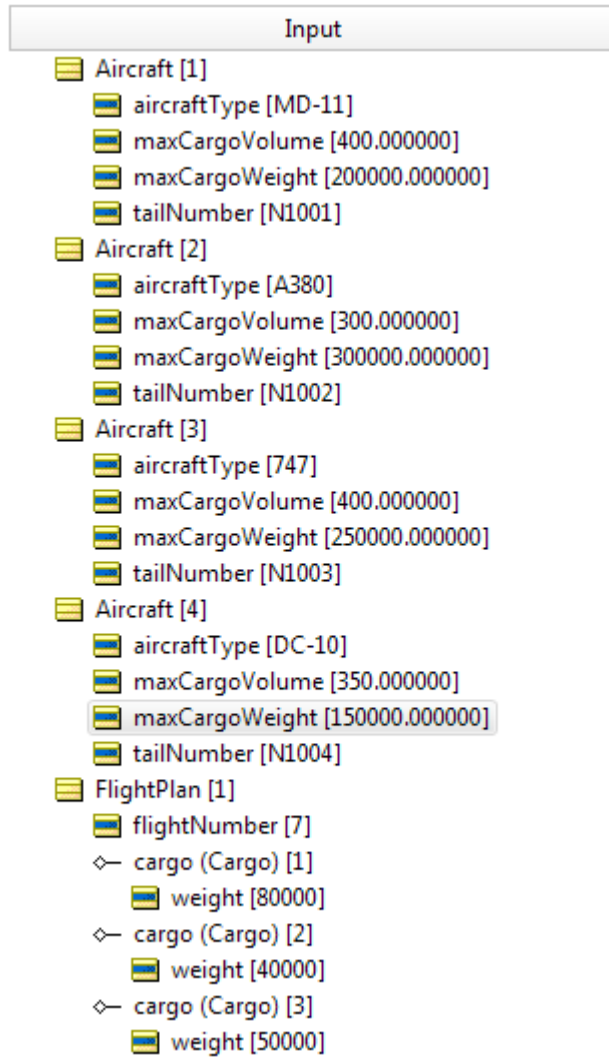 Input
Aircraft [1]
aircraftType [MD-11]
maxCargoVolume [400.000000]
maxCargoWeight [200000.000000]
tailNumber [N1001]
Aircraft [2]
aircraftType [A380]
maxCargoVolume [300.000000]
maxCargoWeight [300000.000000]
tailNumber [N1002]
Aircraft [3]
aircraftType [747]
maxCargoVolume [400.000000]
maxCargoWeight [250000.000000]
tailNumber [N1003]
Aircraft [4]
aircraftType [DC-10]
maxCargoVolume [350.000000]
maxCargoWeight [150000.000000]
tailNumber [N1004]
FlightPlan [1]
flightNumber [7]
cargo (Cargo) [1]
weight [80000]
cargo (Cargo) [2]
weight [40000]
cargo (Cargo) [3]
weight [50000]